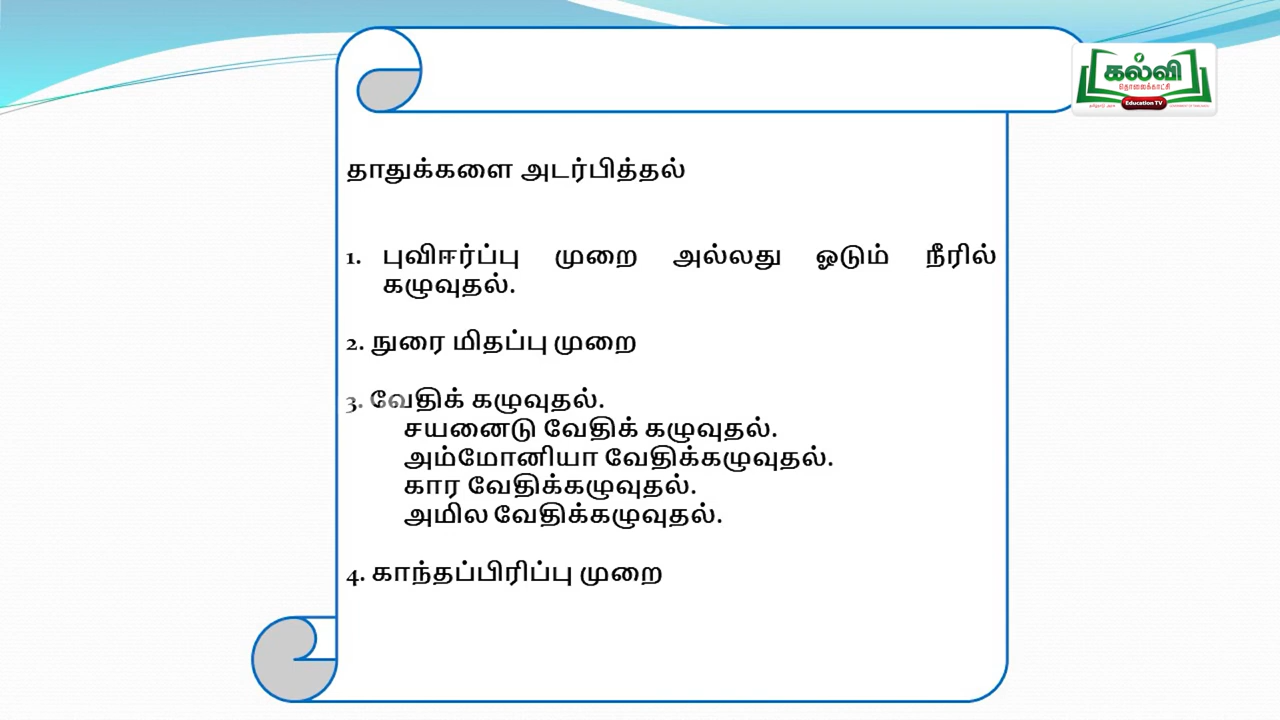 கல்வி
தொலைக்காட்சி
Education TV
தாதுக்களை அடர்பித்தல்
1. புவிஈர்ப்பு முறை அல்லது ஓடும் நீரில்
கழுவுதல்.
2. நுரை மிதப்பு முறை
3. வேதிக் கழுவுதல்.
சயனைடு வேதிக் கழுவுதல்.
அம்மோனியா வேதிக்கழுவுதல்.
கார வேதிக்கழுவுதல்.
அமில வேதிக்கழுவுதல்.
4. காந்தப்பிரிப்பு முறை